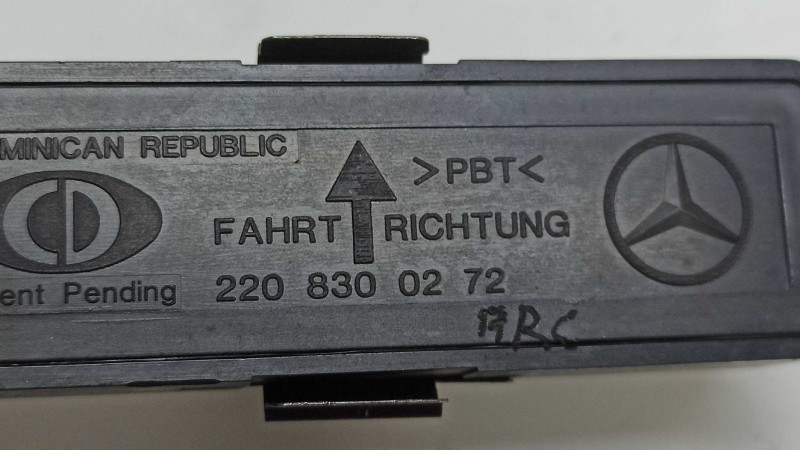 MINICAN REPUBLIC
>PBT<
FAHRT RICHTUNG
ent Pending
220 830 02 72